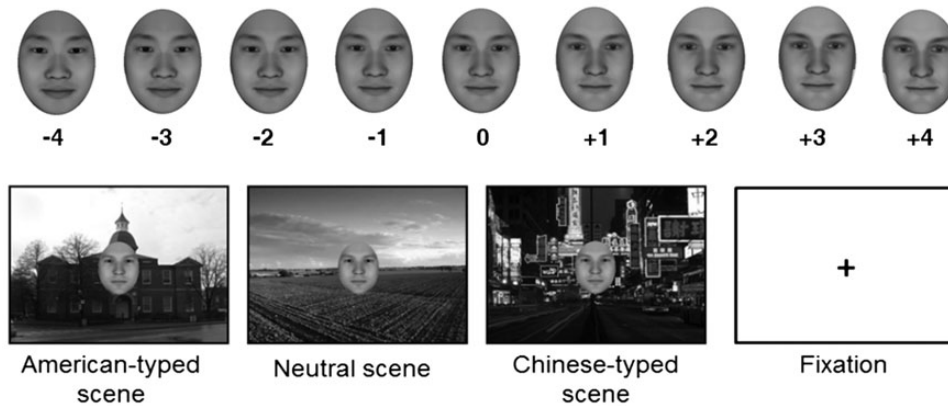 -4 -3 -2 -1 0 +1 +2 +3 +4
+
American-typed scene
Neutral scene
Chinese-typed scene
Fixation